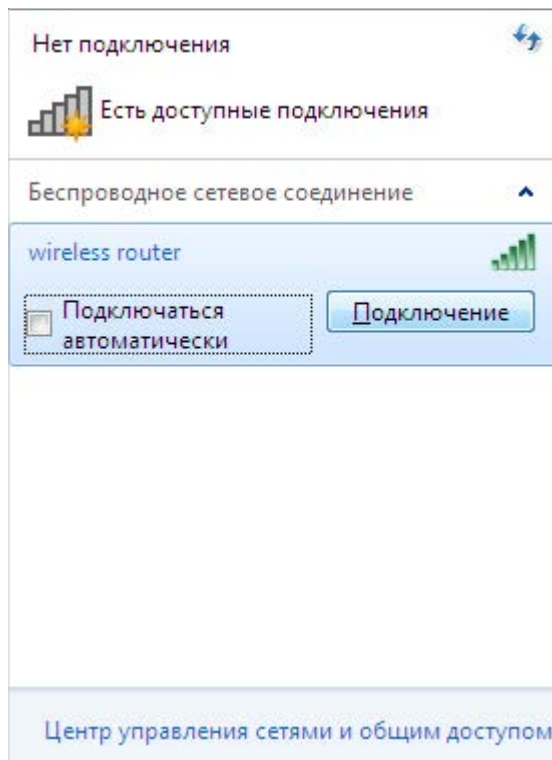 Нет подключения
Есть доступные подключения
Беспроводное сетевое соединение
wireless router
Подключаться
автоматически
Подключение
Центр управления сетями и общим доступом